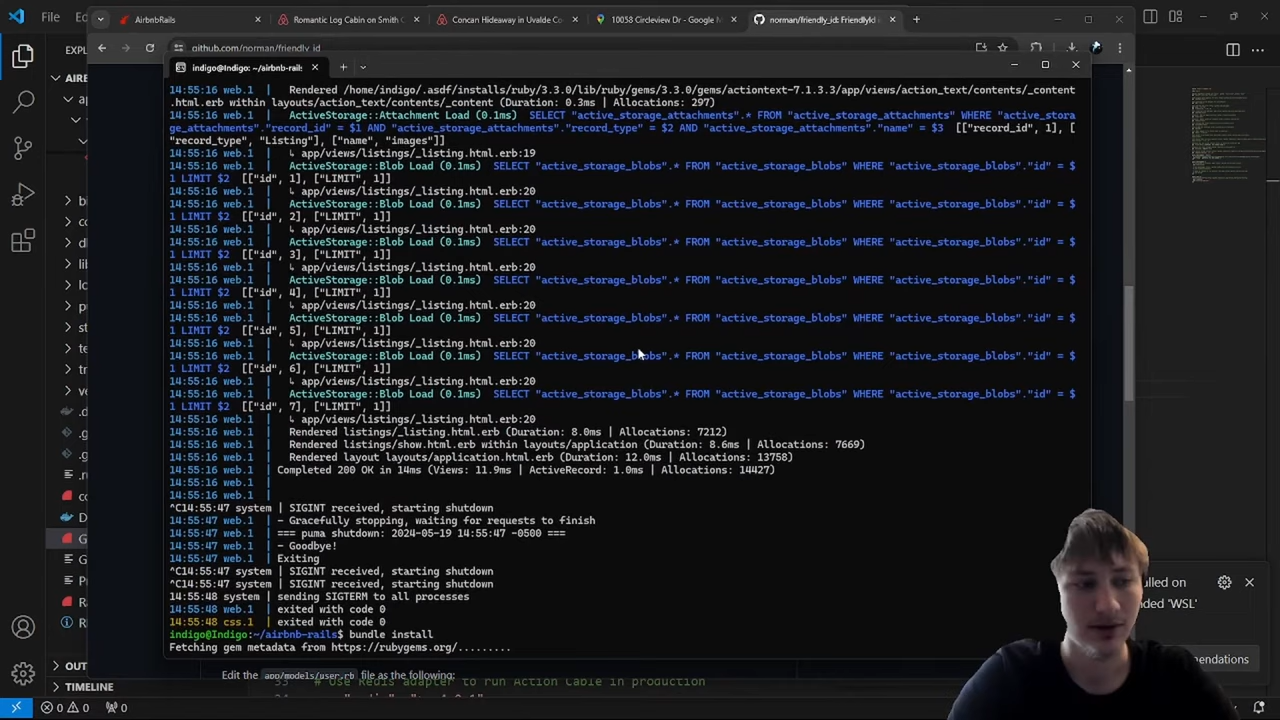 File
AirbnbRails
Romantic Log Cabin on Smith C
Concan Hideaway in Uvalde Co
10058 Circleview Dr - Google M
norman/friendly_id: FriendlyId i
github.com/norman/friendly_id
indigo@Indigo: ~/airbnb-rails
14:55:16 web.1 | Rendered /home/indigo/.asdf/installs/ruby/3.3.0/lib/ruby/gems/3.3.0/gems/actiontext-7.1.3.3/app/views/action_text/contents/_content
.html.erb within layouts/action_text/contents/_content (Duration: 0.3ms | Allocations: 297)
14:55:16 web.1 | ActiveStorage::Attachment Load (0.1ms) SELECT "active_storage_attachments".* FROM "active_storage_attachments" WHERE "active_stora
ge_attachments"."record_id" = $1 AND "active_storage_attachments"."record_type" = $2 AND "active_storage_attachments"."name" = $3 [["record_id", 1], [
"record_type", "Listing"], ["name", "images"]]
14:55:16 web.1 | ↳ app/views/listings/_listing.html.erb:19
14:55:16 web.1 | ActiveStorage::Blob Load (0.1ms) SELECT "active_storage_blobs".* FROM "active_storage_blobs" WHERE "active_storage_blobs"."id" = $
1 LIMIT $2 [["id", 1], ["LIMIT", 1]]
14:55:16 web.1 | ↳ app/views/listings/_listing.html.erb:20
14:55:16 web.1 | ActiveStorage::Blob Load (0.1ms) SELECT "active_storage_blobs".* FROM "active_storage_blobs" WHERE "active_storage_blobs"."id" = $
1 LIMIT $2 [["id", 2], ["LIMIT", 1]]
14:55:16 web.1 | ↳ app/views/listings/_listing.html.erb:20
14:55:16 web.1 | ActiveStorage::Blob Load (0.1ms) SELECT "active_storage_blobs".* FROM "active_storage_blobs" WHERE "active_storage_blobs"."id" = $
1 LIMIT $2 [["id", 3], ["LIMIT", 1]]
14:55:16 web.1 | ↳ app/views/listings/_listing.html.erb:20
14:55:16 web.1 | ActiveStorage::Blob Load (0.1ms) SELECT "active_storage_blobs".* FROM "active_storage_blobs" WHERE "active_storage_blobs"."id" = $
1 LIMIT $2 [["id", 4], ["LIMIT", 1]]
14:55:16 web.1 | ↳ app/views/listings/_listing.html.erb:20
14:55:16 web.1 | ActiveStorage::Blob Load (0.1ms) SELECT "active_storage_blobs".* FROM "active_storage_blobs" WHERE "active_storage_blobs"."id" = $
1 LIMIT $2 [["id", 5], ["LIMIT", 1]]
14:55:16 web.1 | ↳ app/views/listings/_listing.html.erb:20
14:55:16 web.1 | ActiveStorage::Blob Load (0.1ms) SELECT "active_storage_blobs".* FROM "active_storage_blobs" WHERE "active_storage_blobs"."id" = $
1 LIMIT $2 [["id", 6], ["LIMIT", 1]]
14:55:16 web.1 | ↳ app/views/listings/_listing.html.erb:20
14:55:16 web.1 | ActiveStorage::Blob Load (0.1ms) SELECT "active_storage_blobs".* FROM "active_storage_blobs" WHERE "active_storage_blobs"."id" = $
1 LIMIT $2 [["id", 7], ["LIMIT", 1]]
14:55:16 web.1 | ↳ app/views/listings/_listing.html.erb:20
14:55:16 web.1 | Rendered listings/_listing.html.erb (Duration: 8.0ms | Allocations: 7212)
14:55:16 web.1 | Rendered listings/show.html.erb within layouts/application (Duration: 8.6ms | Allocations: 7669)
14:55:16 web.1 | Rendered layout layouts/application.html.erb (Duration: 12.0ms | Allocations: 13758)
14:55:16 web.1 | Completed 200 OK in 14ms (Views: 11.9ms | ActiveRecord: 1.0ms | Allocations: 14427)
14:55:16 web.1 |
14:55:16 web.1 |
^C14:55:47 system | SIGINT received, starting shutdown
14:55:47 web.1 | - Gracefully stopping, waiting for requests to finish
14:55:47 web.1 | === puma shutdown: 2024-05-19 14:55:47 -0500 ===
14:55:47 web.1 | - Goodbye!
14:55:47 web.1 | Exiting
^C14:55:47 system | SIGINT received, starting shutdown
^C14:55:47 system | SIGINT received, starting shutdown
14:55:48 system | sending SIGTERM to all processes
14:55:48 web.1 | exited with code 0
14:55:48 css.1 | exited with code 0
indigo@Indigo:~/airbnb-rails$ bundle install
Fetching gem metadata from https://rubygems.org/.........
Edit the app/models/user.rb file as the following:
# Use Redis adapter to run Action Cable in production
OUT
TIMELINE
0 0 0